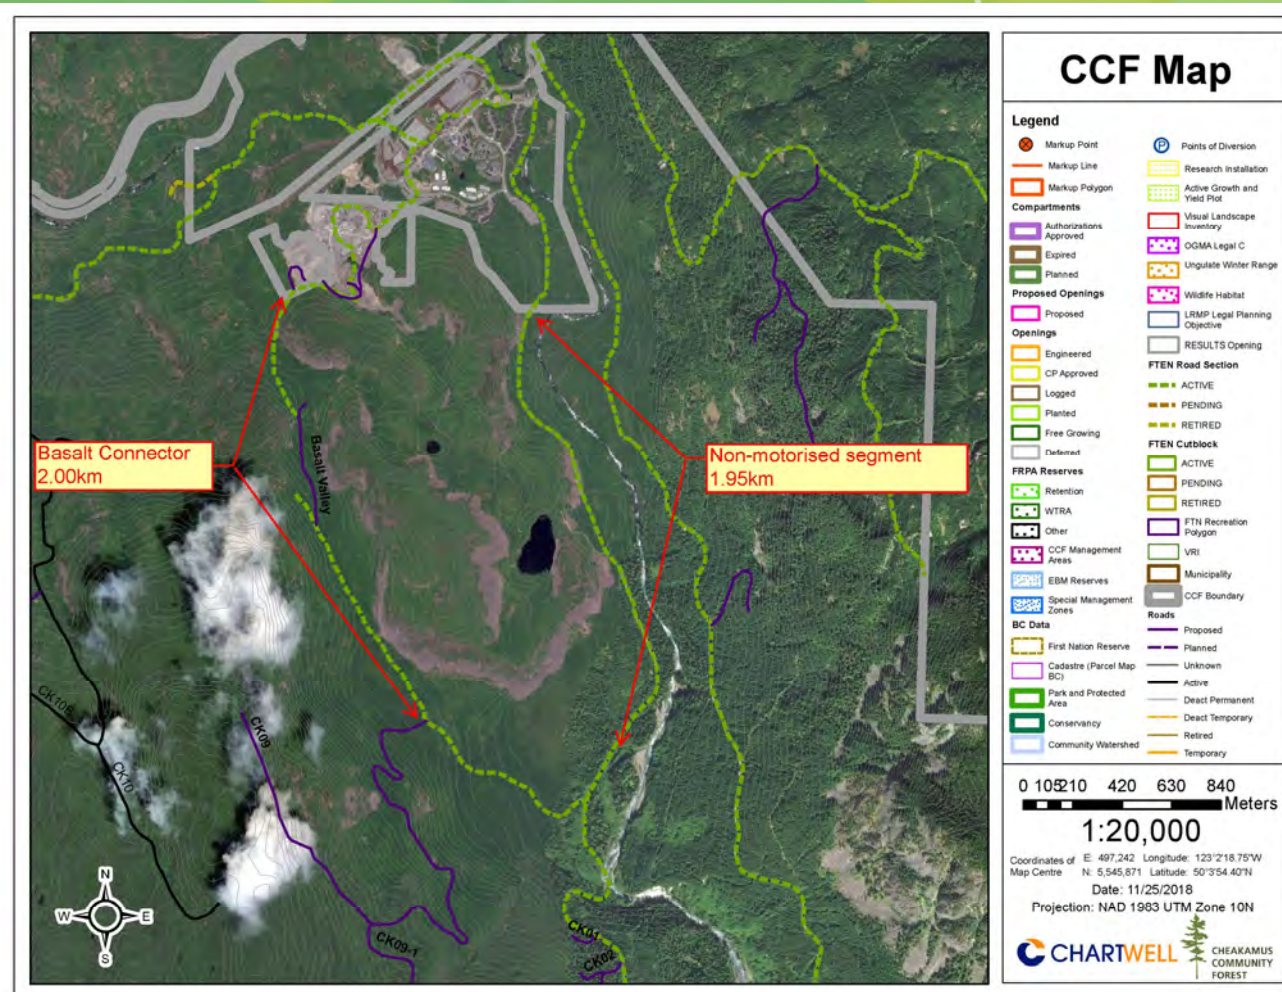 CCF Map
Legend
Markup Point
Markup Line
Markup Polygon
Compartments
Authorizations
Approved
Expired
Planned
Proposed Openings
Proposed
Openings
Engineered
CP Approved
Logged
Planted
Free Growing
Deferred
FRPA Reserves
Retention
WTRA
Other
CCF Management
Areas
EBM Reserves
Special Management
Zones
BC Data
First Nation Reserve
Cadastre (Parcel Map
BC)
Park and Protected
Area
Conservancy
Community Watershed
P
Points of Diversion
Research Installation
Active Growth and
Yield Plot
Visual Landscape
Inventory
OGMA Legal C
Ungulate Winter Range
Wildlife Habitat
LRMP Legal Planning
Objective
RESULTS Opening
FTEN Road Section
ACTIVE
PENDING
RETIRED
FTEN Cutblock
ACTIVE
PENDING
RETIRED
FTN Recreation
Polygon
VRI
Municipality
CCF Boundary
Roads
Proposed
Planned
Unknown
Active
Deact Permanent
Deact Temporary
Retired
Temporary
Basalt Connector
2.00km
Non-motorised segment
1.95km
Basalt Valley
CK10
CK09
CK09-1
CK01
CK02
N
W
E
S
0 105210 420 630 840
Meters
1:20,000
Coordinates of Map Centre
E: 497,242 Longitude: 123°2'18.75"W
N: 5,545,871 Latitude: 50°3'54.40"N
Date: 11/25/2018
Projection: NAD 1983 UTM Zone 10N
CHARTWELL
CHEAKAMUS
COMMUNITY
FOREST